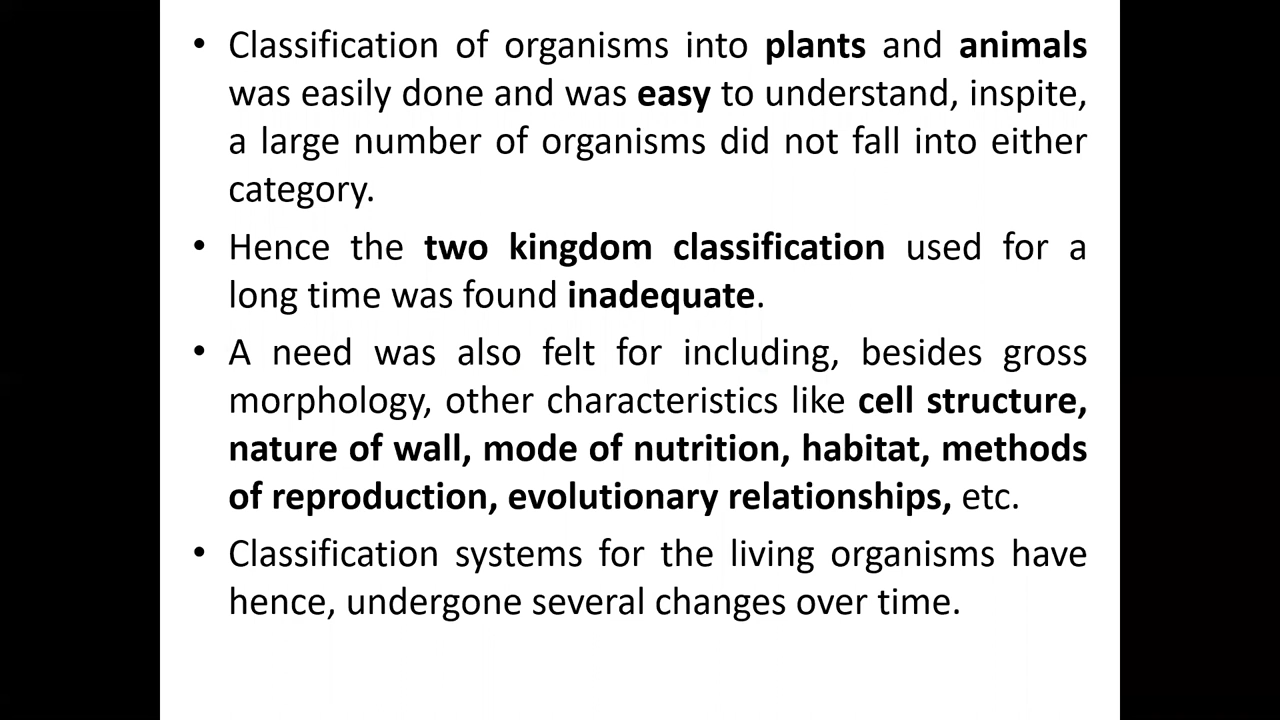 • Classification of organisms into plants and animals
was easily done and was easy to understand, inspite,
a large number of organisms did not fall into either
category.
• Hence the two kingdom classification used for a
long time was found inadequate.
• A need was also felt for including, besides gross
morphology, other characteristics like cell structure,
nature of wall, mode of nutrition, habitat, methods
of reproduction, evolutionary relationships, etc.
• Classification systems for the living organisms have
hence, undergone several changes over time.